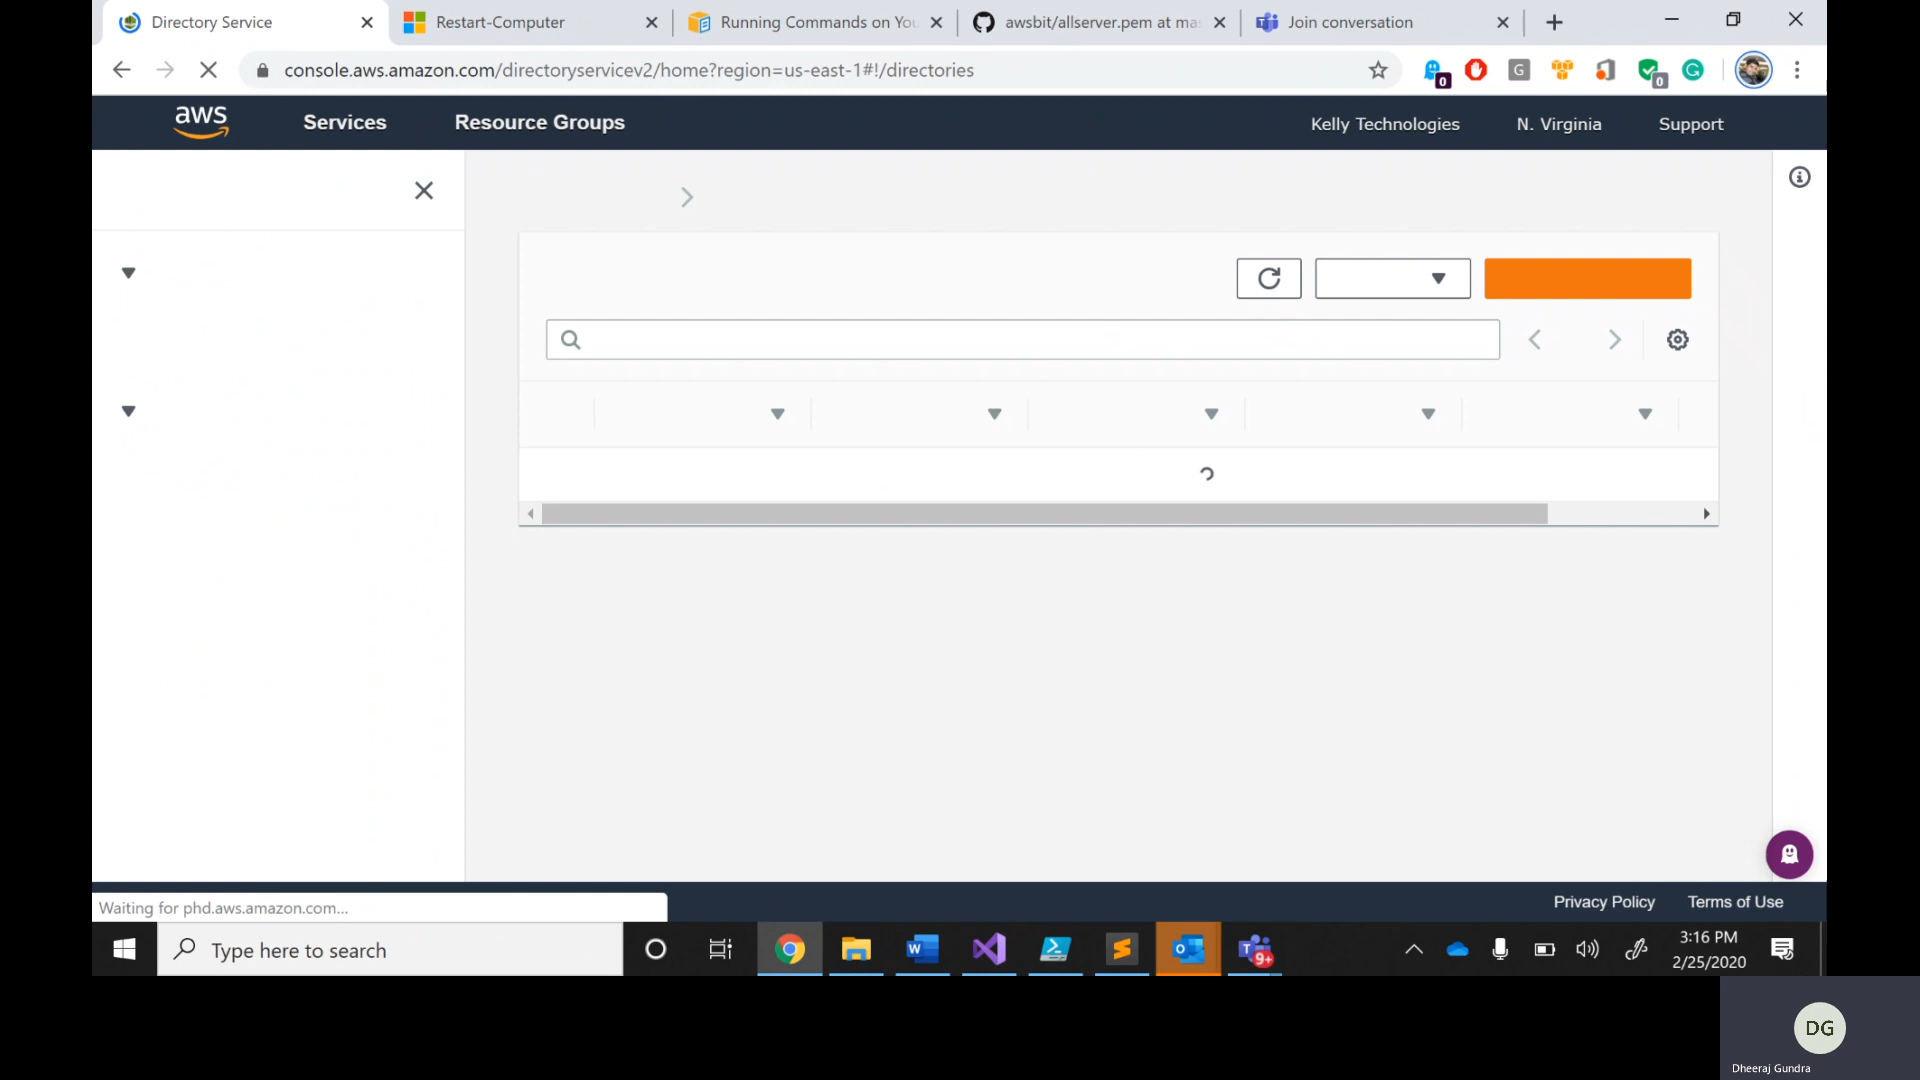 Directory Service
Restart-Computer
Running Commands on You
awsbit/allserver.pem at ma
Join conversation
console.aws.amazon.com/directoryservicev2/home?region=us-east-1#!/directories
0
G
0
aws
Services
Resource Groups
Kelly Technologies
N. Virginia
Support
Waiting for phd.aws.amazon.com...
Privacy Policy
Terms of Use
Type here to search
9+
3:16 PM
2/25/2020
DG
Dheeraj Gundra